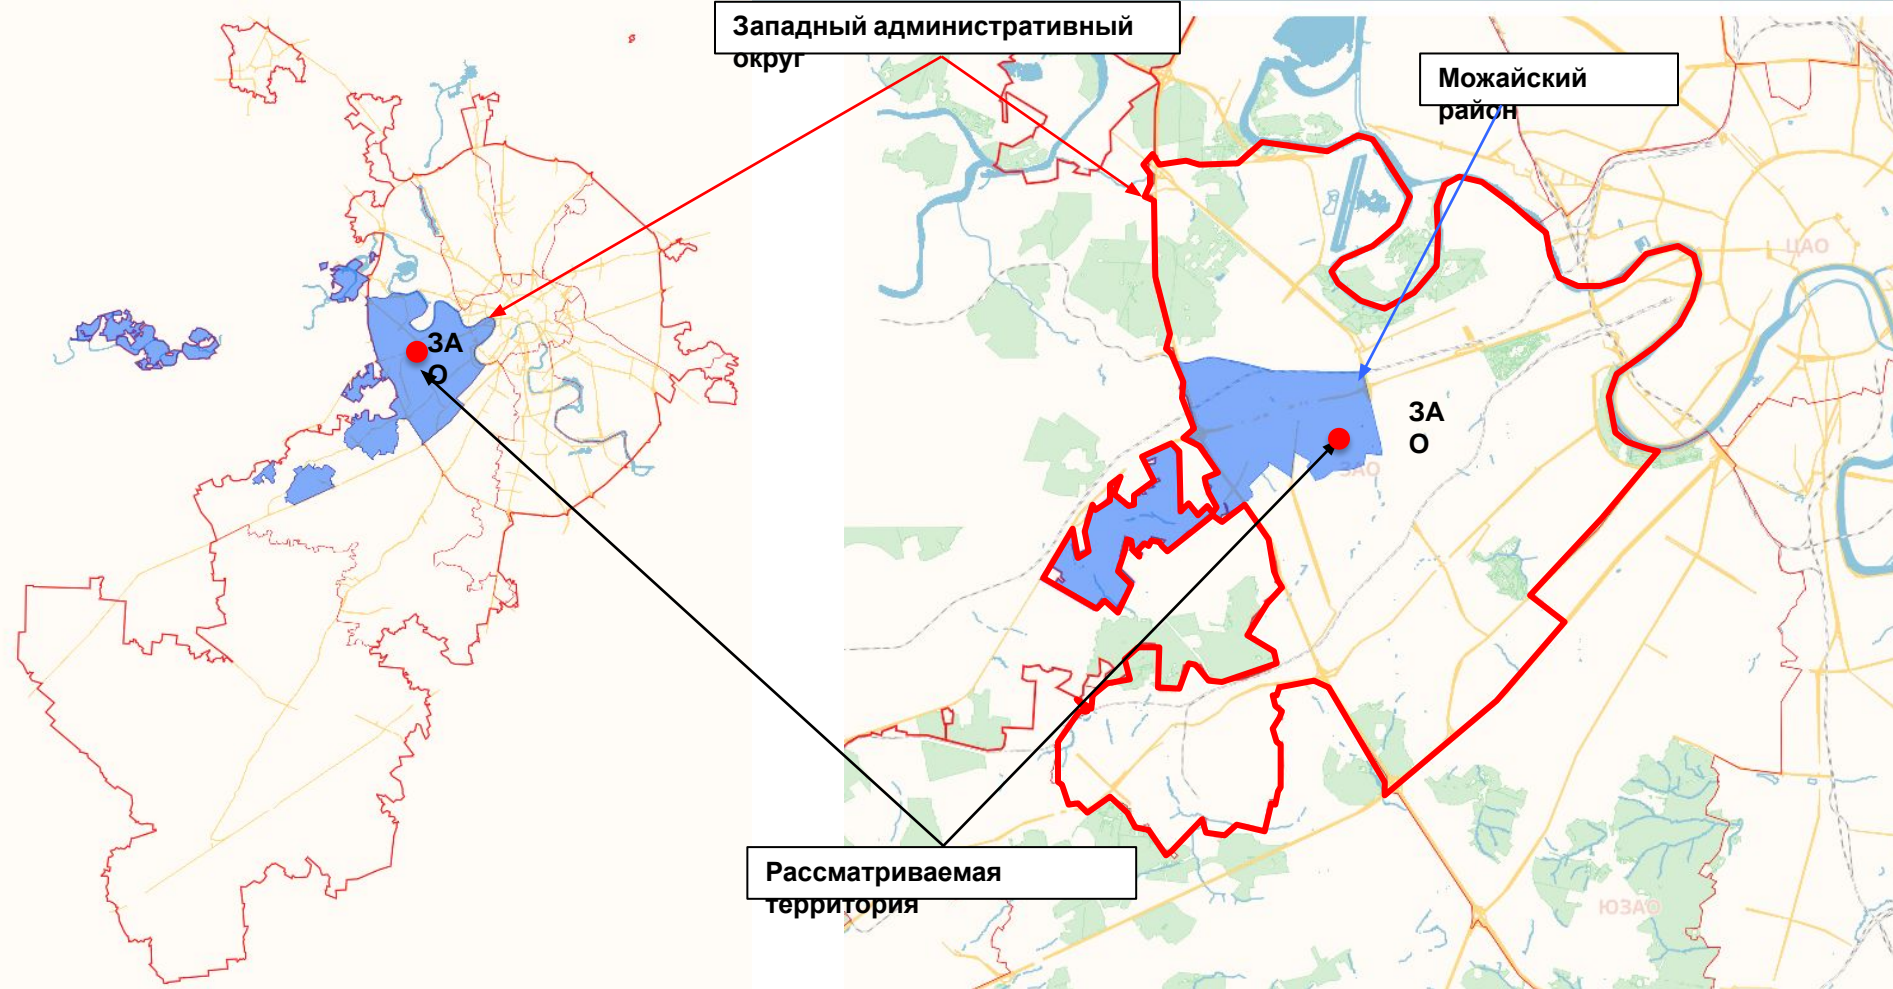 Западный административный
округ
Можайский
район
ЦАО
ЗА
О
ЗА
О
ЗАО
Рассматриваемая
территория
ЮЗАО